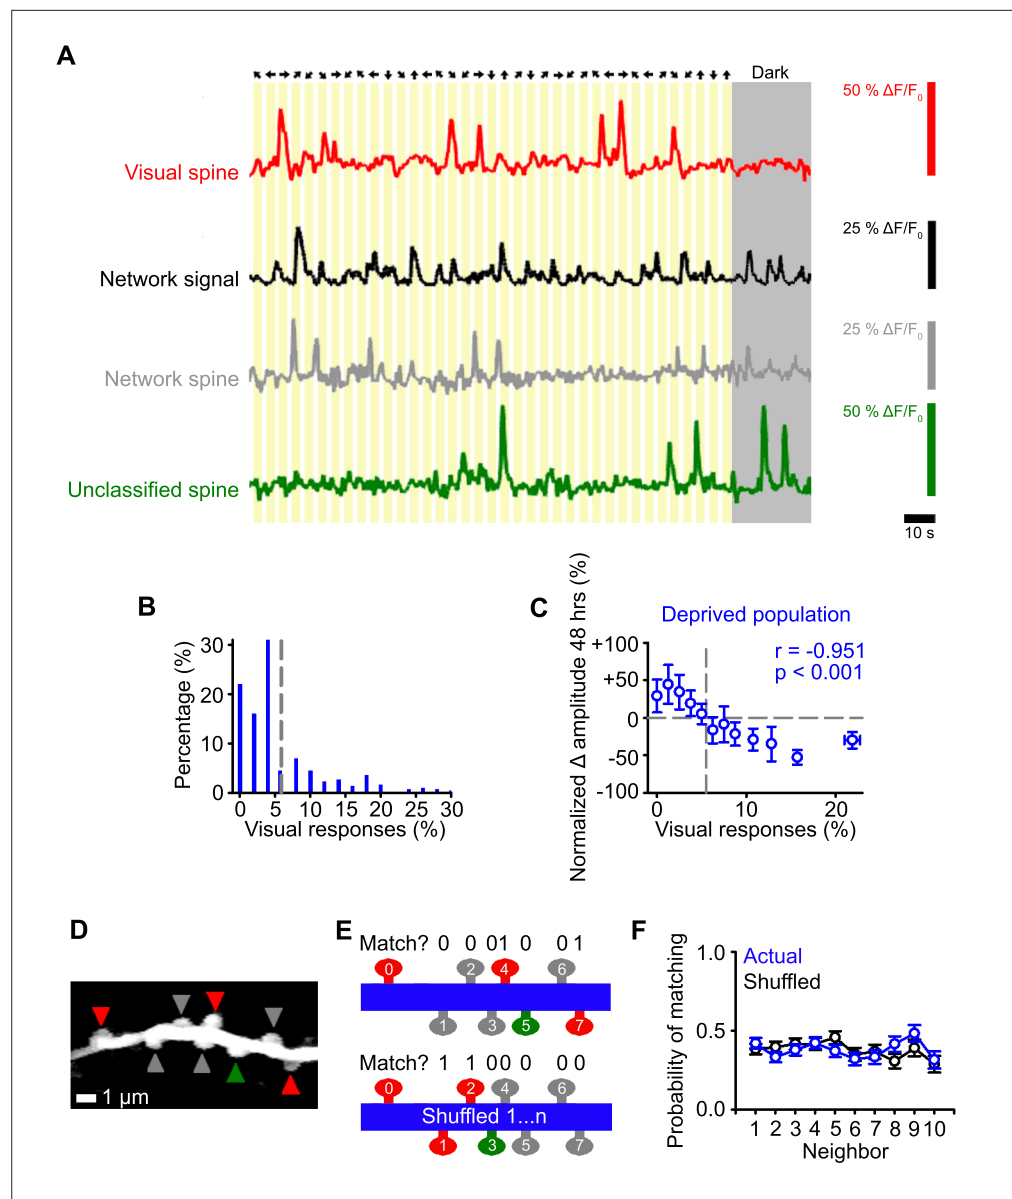 A
Dark
50 % ΔF/F0
Visual spine
25 % ΔF/F0
Network signal
25 % ΔF/F0
Network spine
50 % ΔF/F0
Unclassified spine
10 s
B
Percentage (%)
30
20
10
0
0 5 10 15 20 25 30
Visual responses (%)
C
Deprived population
Normalized Δ amplitude 48 hrs (%)
+100
+50
0
-50
-100
r = -0.951
p < 0.001
0 10 20
Visual responses (%)
D
1 μm
E
Match? 0 0 01 0 0 1
0 2 4 6
1 3 5 7
Match? 1 1 00 0 0 0
0 2 4 6
Shuffled 1...n
1 3 5 7
F
Probability of matching
1.0
0.5
0.0
Actual
Shuffled
1 2 3 4 5 6 7 8 9 10
Neighbor